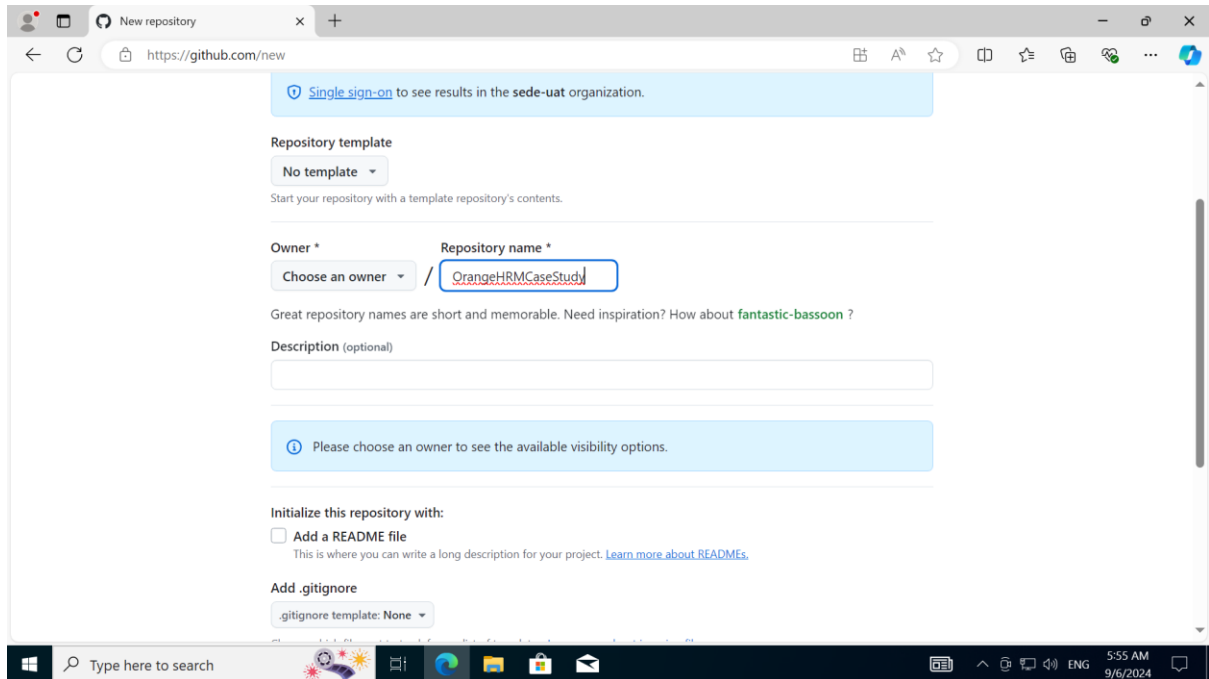 New repository
https://github.com/new
Single sign-on to see results in the sede-uat organization.
Repository template
No template
Start your repository with a template repository's contents.
Owner * Repository name *
Choose an owner / OrangeHRMCaseStudy
Great repository names are short and memorable. Need inspiration? How about fantastic-bassoon ?
Description (optional)
Please choose an owner to see the available visibility options.
Initialize this repository with:
Add a README file
This is where you can write a long description for your project. Learn more about READMEs.
Add .gitignore
.gitignore template: None
Type here to search
ENG
5:55 AM
9/6/2024